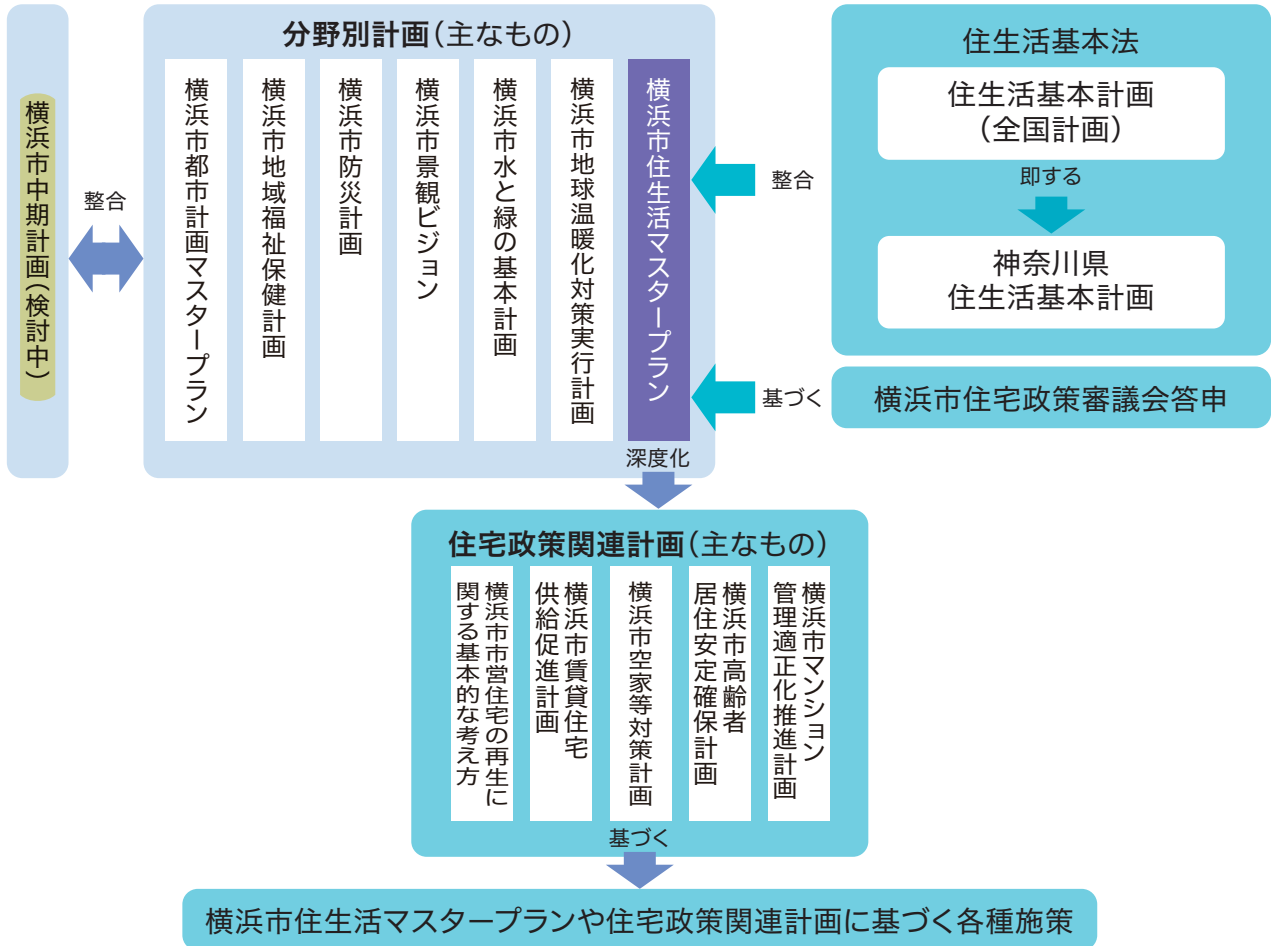 横浜市中期計画(検討中)
整合
分野別計画(主なもの)
横浜市都市計画マスタープラン
横浜市地域福祉保健計画
横浜市防災計画
横浜市景観ビジョン
横浜市水と緑の基本計画
横浜市地球温暖化対策実行計画
横浜市住生活マスタープラン
整合
基づく
住生活基本法
住生活基本計画
(全国計画)
即する
神奈川県
住生活基本計画
横浜市住宅政策審議会答申
深度化
住宅政策関連計画(主なもの)
横浜市市営住宅の再生に
関する基本的な考え方
横浜市賃貸住宅
供給促進計画
横浜市空家等対策計画
横浜市高齢者
居住安定確保計画
横浜市マンション
管理適正化推進計画
基づく
横浜市住生活マスタープランや住宅政策関連計画に基づく各種施策